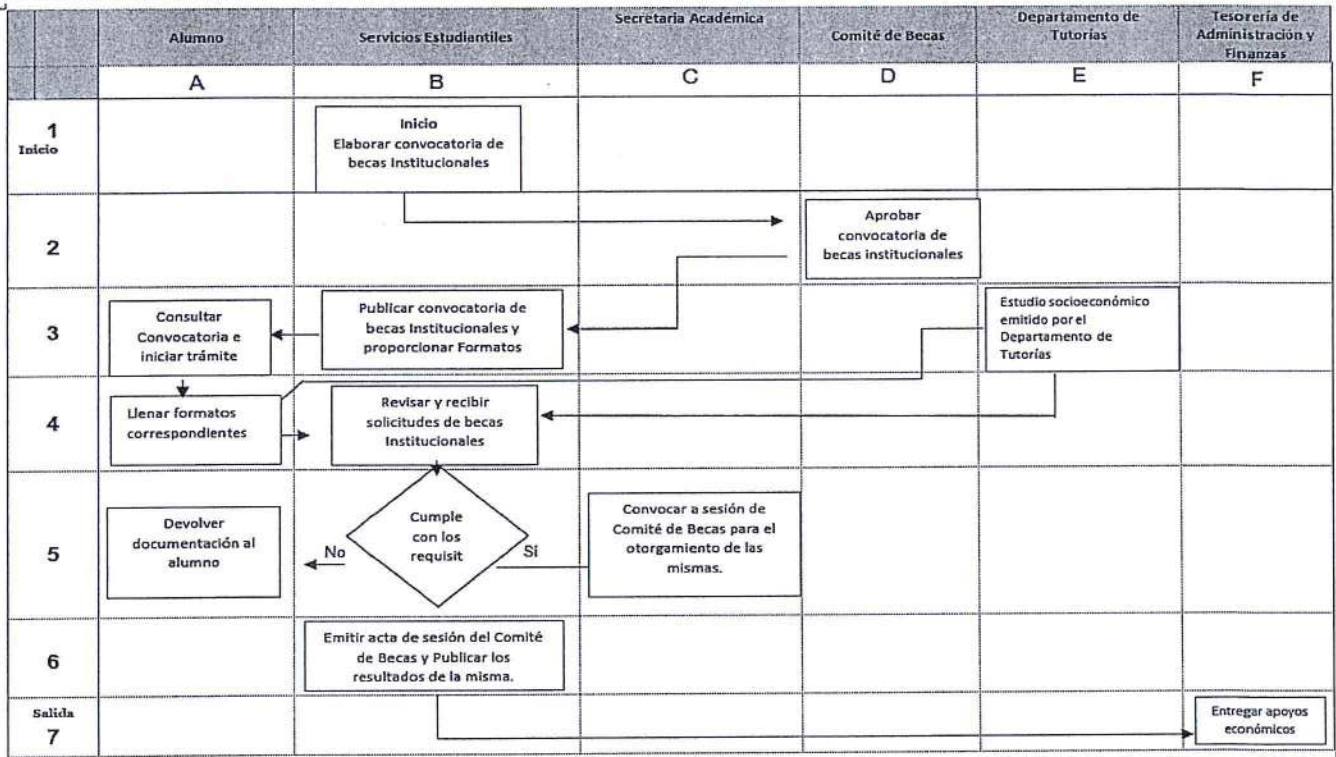 Alumno
Servicios Estudiantiles
Secretaria Académica
Comité de Becas
Departamento de
Tutorías
Tesorería de
Administración y
Finanzas
A
B
C
D
E
F
1
Inicio
Inicio
Elaborar convocatoria de
becas Institucionales
2
Aprobar
convocatoria de
becas institucionales
3
Consultar
Convocatoria e
iniciar trámite
Publicar convocatoria de
becas Institucionales y
proporcionar Formatos
Estudio socioeconómico
emitido por el
Departamento de
Tutorías
4
Llenar formatos
correspondientes
Revisar y recibir
solicitudes de becas
Institucionales
5
Devolver
documentación al
alumno
No
Cumple
con los
requisit
Si
Convocar a sesión de
Comité de Becas para el
otorgamiento de las
mismas.
6
Emitir acta de sesión del Comité
de Becas y Publicar los
resultados de la misma.
Salida
7
Entregar apoyos
económicos